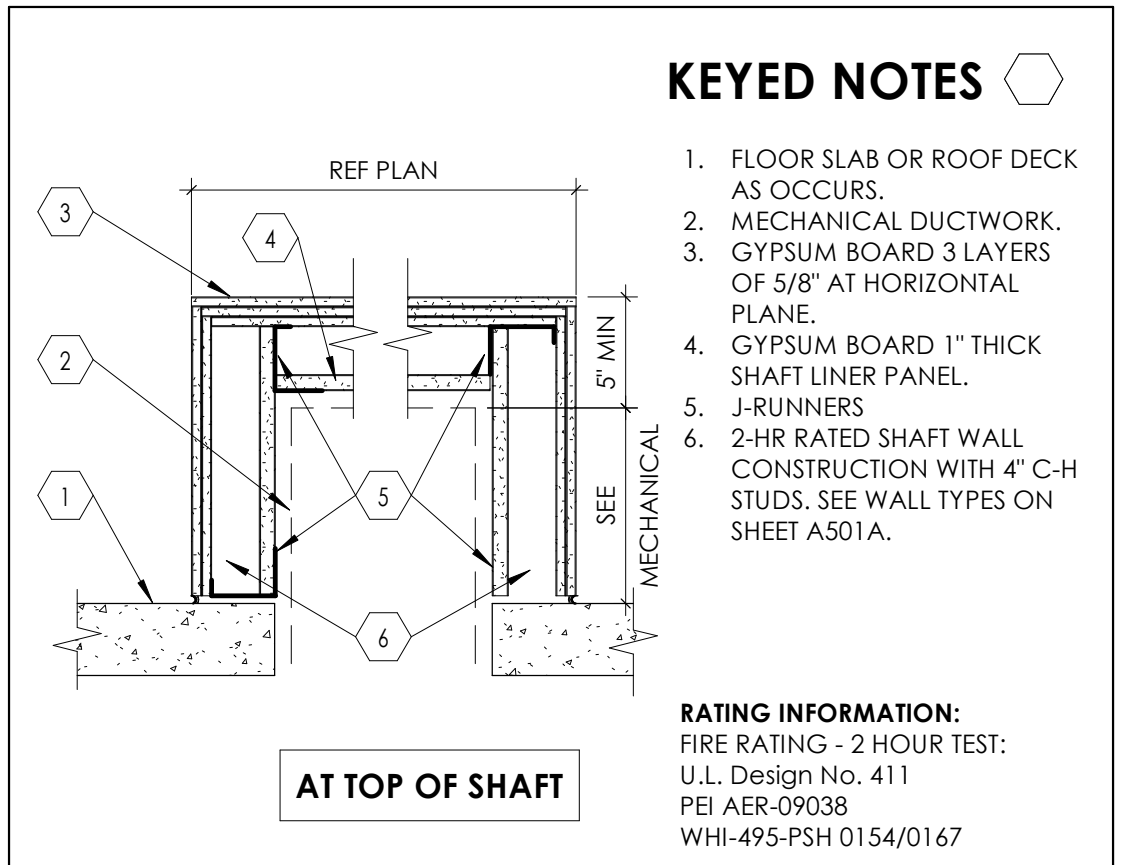 KEYED NOTES
1. FLOOR SLAB OR ROOF DECK
AS OCCURS.
2. MECHANICAL DUCTWORK.
3. GYPSUM BOARD 3 LAYERS
OF 5/8" AT HORIZONTAL
PLANE.
4. GYPSUM BOARD 1" THICK
SHAFT LINER PANEL.
5. J-RUNNERS
6. 2-HR RATED SHAFT WALL
CONSTRUCTION WITH 4" C-H
STUDS. SEE WALL TYPES ON
SHEET A501A.
REF PLAN
3
4
2
1
5
6
5" MIN
SEE
MECHANICAL
AT TOP OF SHAFT
RATING INFORMATION:
FIRE RATING - 2 HOUR TEST:
U.L. Design No. 411
PEI AER-09038
WHI-495-PSH 0154/0167